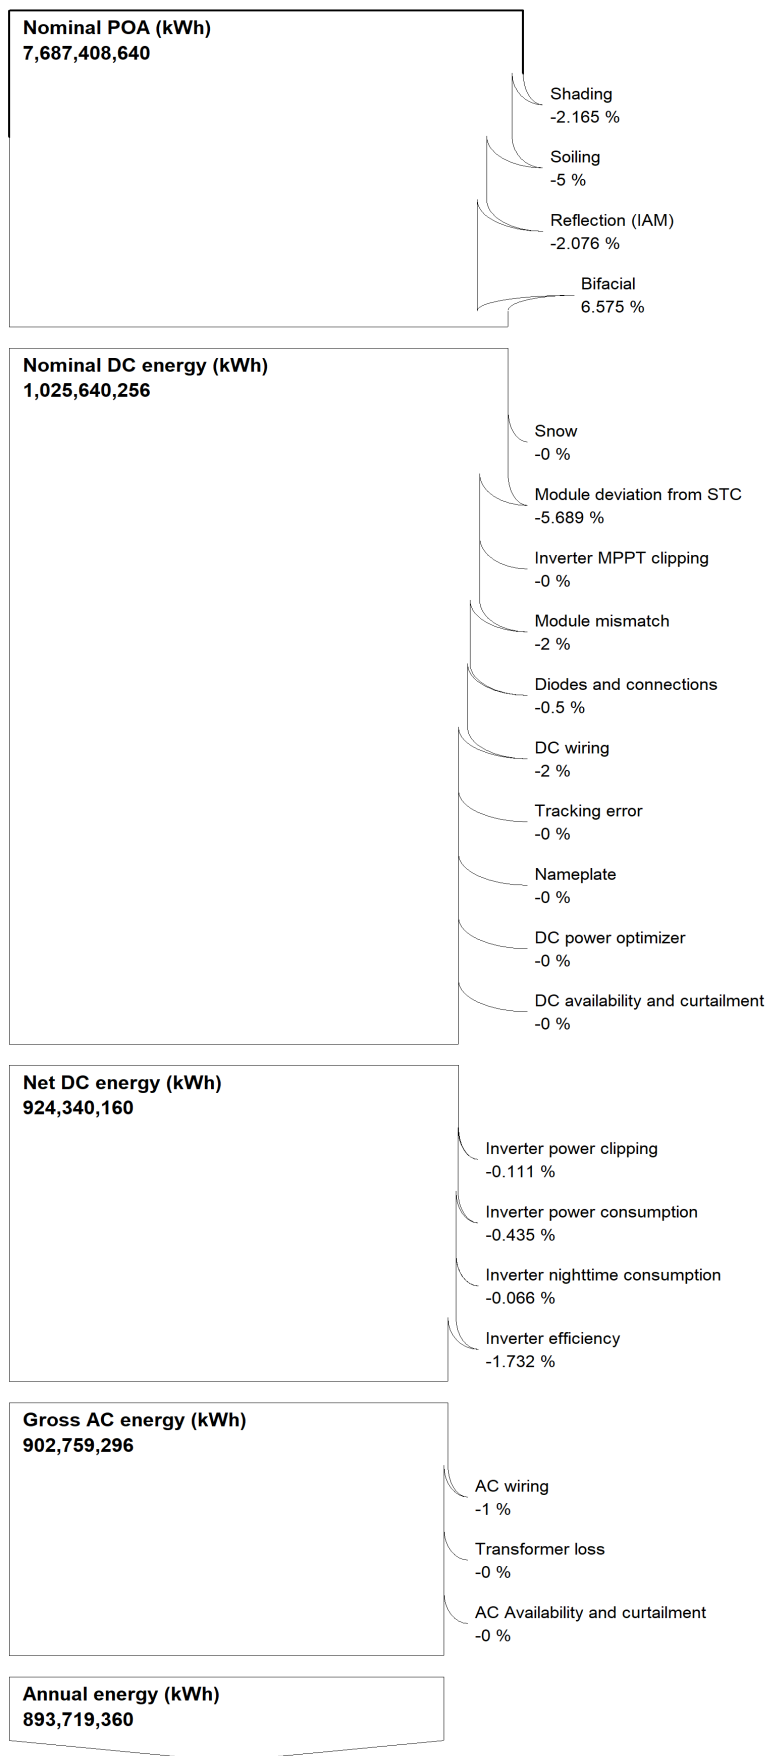 Nominal POA (kWh)
7,687,408,640
Shading
-2.165 %
Soiling
-5 %
Reflection (IAM)
-2.076 %
Bifacial
6.575 %
Nominal DC energy (kWh)
1,025,640,256
Snow
-0 %
Module deviation from STC
-5.689 %
Inverter MPPT clipping
-0 %
Module mismatch
-2 %
Diodes and connections
-0.5 %
DC wiring
-2 %
Tracking error
-0 %
Nameplate
-0 %
DC power optimizer
-0 %
DC availability and curtailment
-0 %
Net DC energy (kWh)
924,340,160
Inverter power clipping
-0.111 %
Inverter power consumption
-0.435 %
Inverter nighttime consumption
-0.066 %
Inverter efficiency
-1.732 %
Gross AC energy (kWh)
902,759,296
AC wiring
-1 %
Transformer loss
-0 %
AC Availability and curtailment
-0 %
Annual energy (kWh)
893,719,360